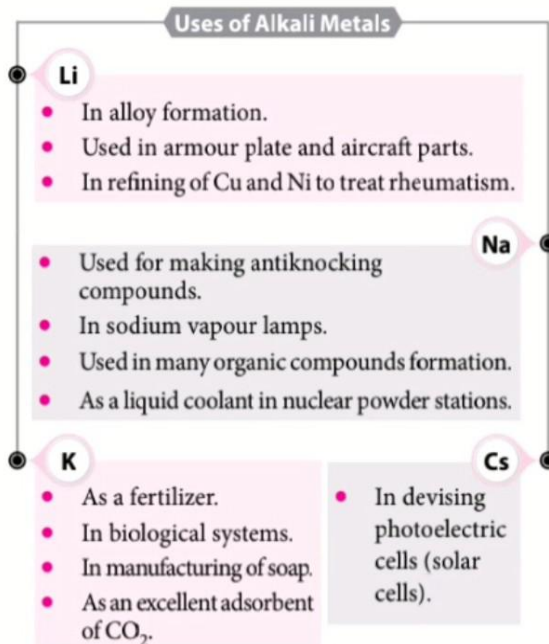 Uses of Alkali Metals
Li
• In alloy formation.
• Used in armour plate and aircraft parts.
• In refining of Cu and Ni to treat rheumatism.
Na
• Used for making antiknocking
compounds.
• In sodium vapour lamps.
• Used in many organic compounds formation.
• As a liquid coolant in nuclear powder stations.
K
• As a fertilizer.
• In biological systems.
• In manufacturing of soap.
• As an excellent adsorbent
of CO₂.
Cs
• In devising
photoelectric
cells (solar
cells).